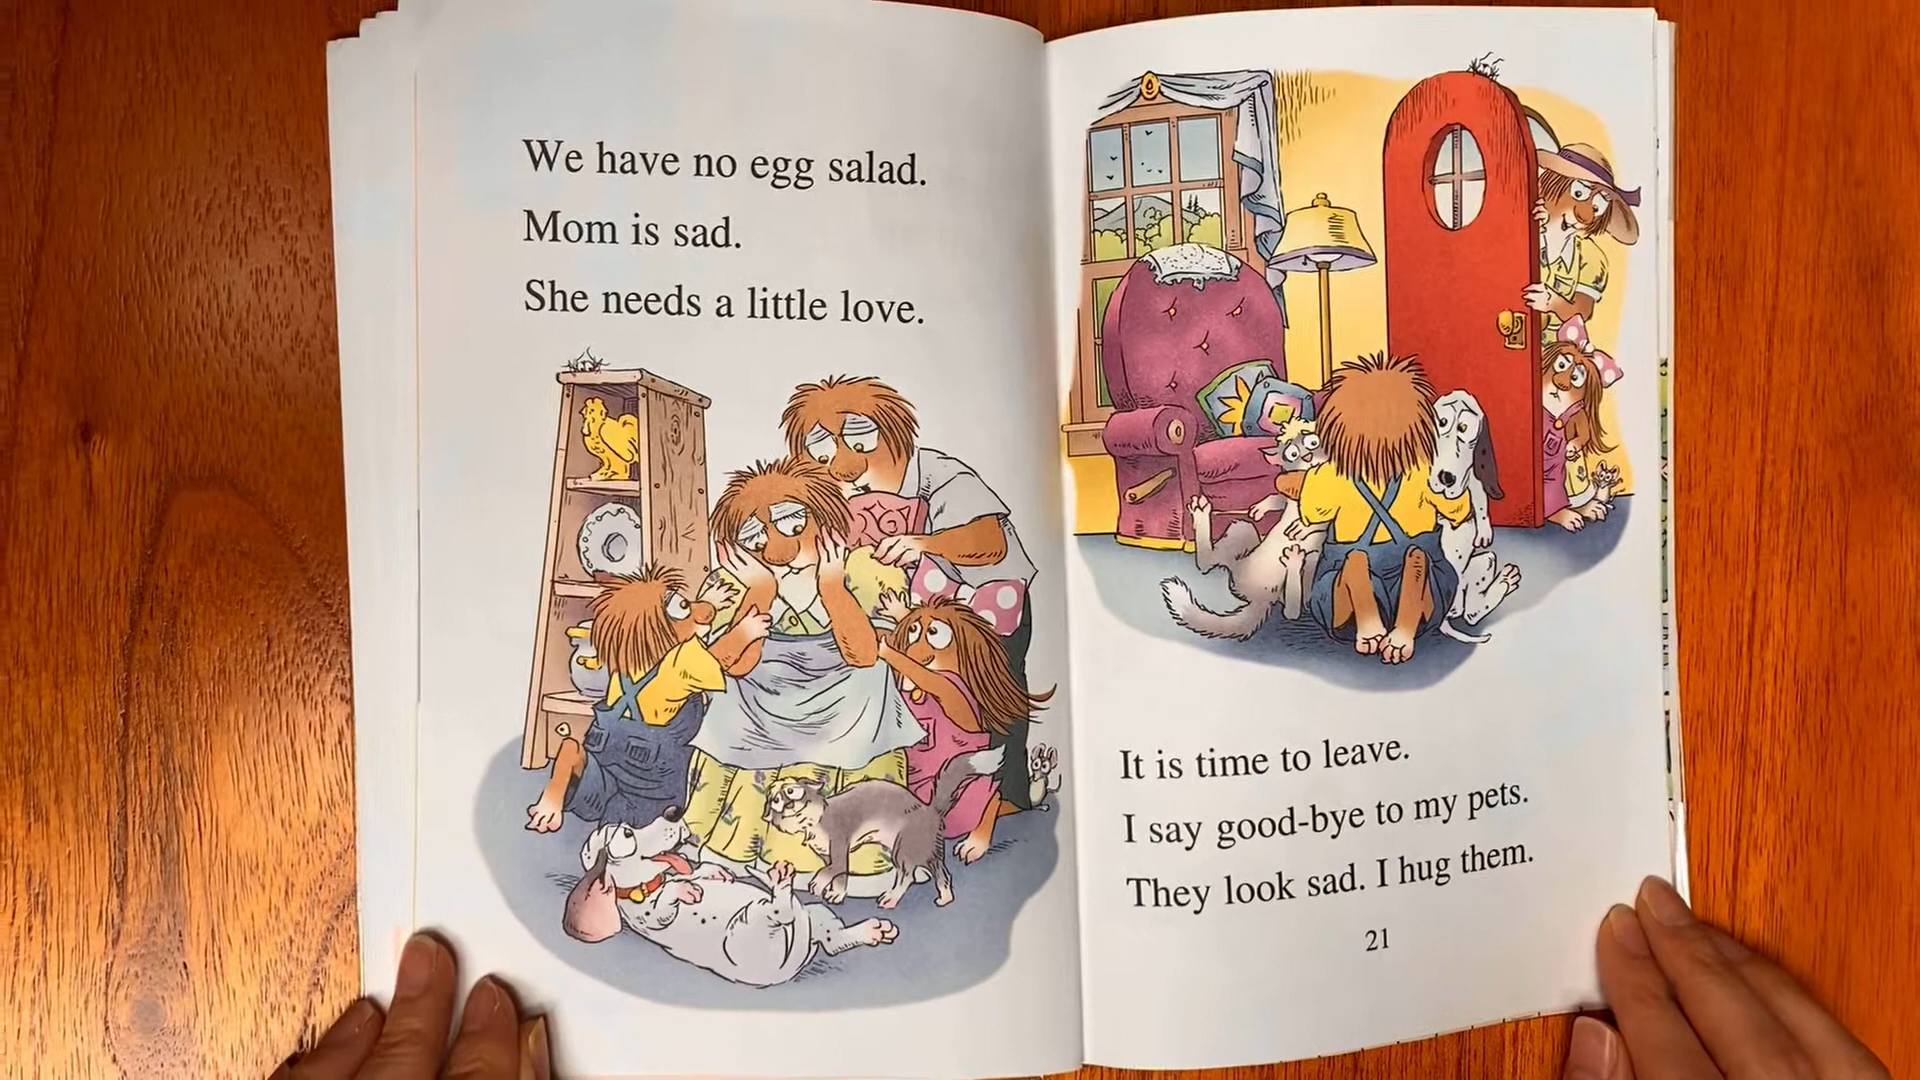 We have no egg salad.
Mom is sad.
She needs a little love.
It is time to leave.
I say good-bye to my pets.
They look sad. I hug them.
21